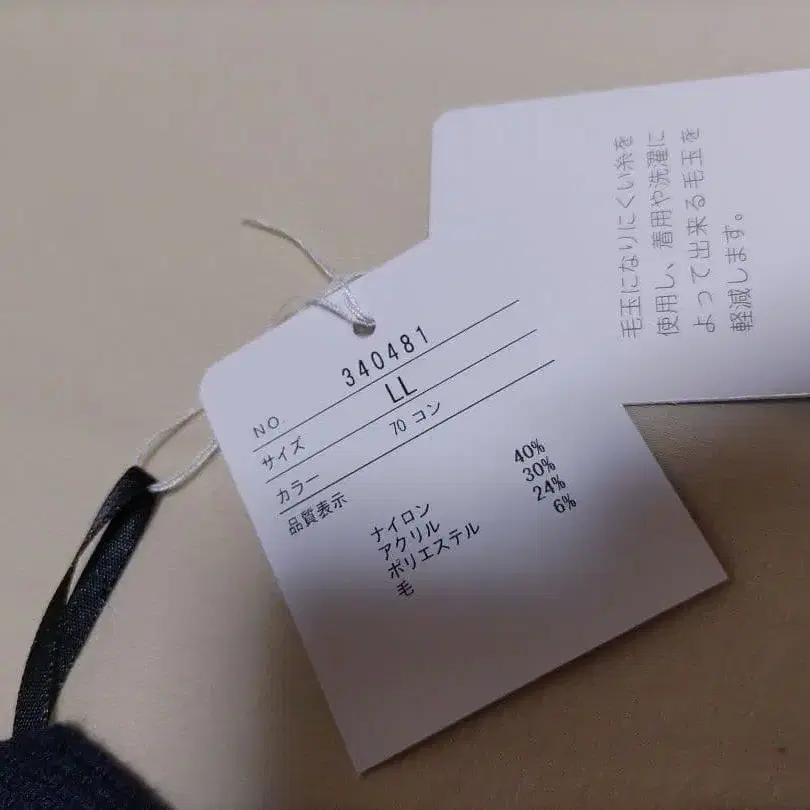 NO. 340481
サイズ LL
カラー 70 コン
品質表示
ナイロン 40%
アクリル 30%
ポリエステル 24%
毛 6%
毛玉になりにくい糸を
使用し、着用や洗濯に
よって出来る毛玉を
軽減します。